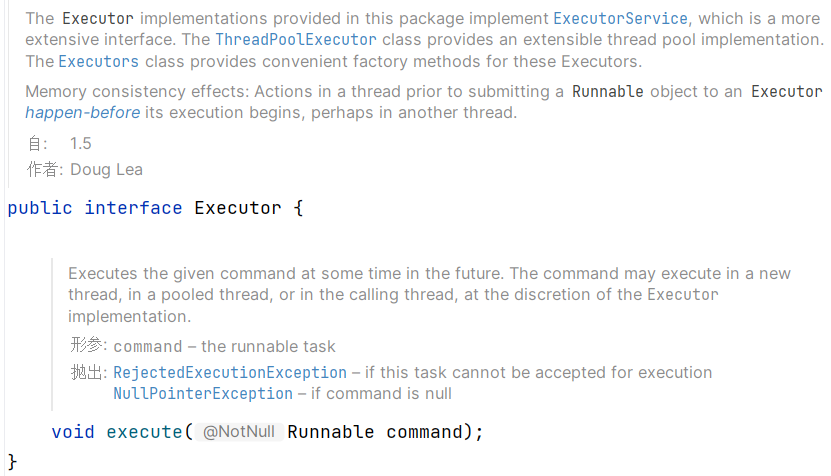 The Executor implementations provided in this package implement ExecutorService, which is a more
extensive interface. The ThreadPoolExecutor class provides an extensible thread pool implementation.
The Executors class provides convenient factory methods for these Executors.
Memory consistency effects: Actions in a thread prior to submitting a Runnable object to an Executor
happen-before its execution begins, perhaps in another thread.
自: 1.5
作者: Doug Lea
public interface Executor {
Executes the given command at some time in the future. The command may execute in a new
thread, in a pooled thread, or in the calling thread, at the discretion of the Executor
implementation.
形参: command – the runnable task
抛出: RejectedExecutionException – if this task cannot be accepted for execution
NullPointerException – if command is null
void execute( @NotNull Runnable command);
}